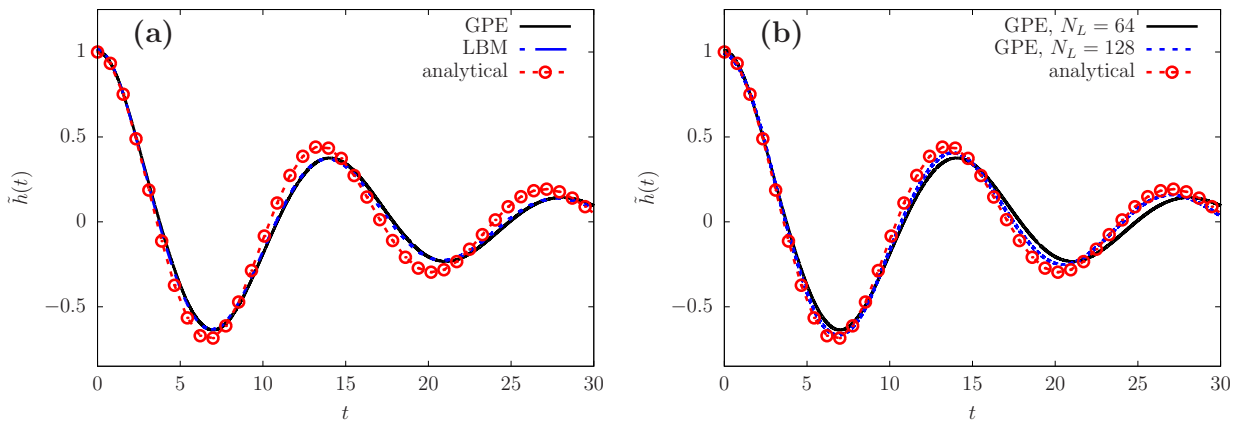 (a)
GPE
LBM
analytical
1
0.5
0
−0.5
h̃(t)
0 5 10 15 20 25 30
t
(b)
GPE, N_L = 64
GPE, N_L = 128
analytical
1
0.5
0
−0.5
h̃(t)
0 5 10 15 20 25 30
t